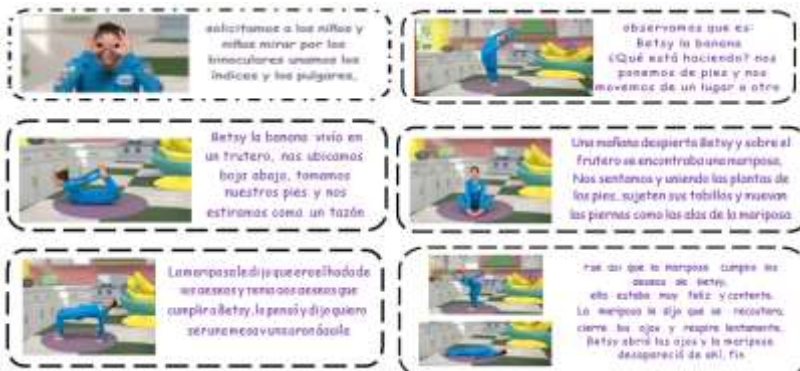 solicitamos a los niños y
niñas mirar por los
binoculares unamos los
índices y los pulgares.
observamos que es:
Betsy la banana
¿Qué está haciendo? nos
ponemos de pies y nos
movemos de un lugar a otro
Betsy la banana vivía en
un frutero, nos ubicamos
boja abajo, tomamos
nuestros pies y nos
estiramos como un tazón
Una mañana despierta Betsy y sobre el
frutero se encontraba una mariposa.
Nos sentamos y uniendo las plantas de
los pies, sujeten sus tobillos y muevan
las piernas como las alas de la mariposa
La mariposa le dijo que era el hada de
los deseos y tenía dos deseos que
cumplir a Betsy, lo pensó y dijo quiero
ser una mesa y una
Fue así que la mariposa cumplio los
deseos de Betsy,
ella estaba muy feliz y contenta.
La mariposa le dijo que se recostara,
cierre los ojos y respire lentamente.
Betsy abrió los ojos y la mariposa
desapareció de ahí, fin